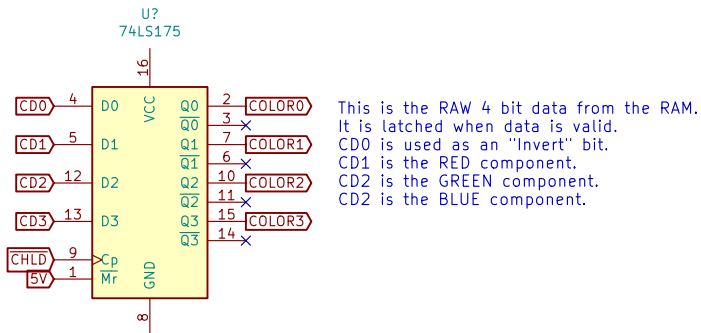 U?
74LS175
16
VCC
CD0 4 D0 Q0 2 COLOR0
Q0 3
CD1 5 D1 Q1 7 COLOR1
Q1 6
CD2 12 D2 Q2 10 COLOR2
Q2 11
CD3 13 D3 Q3 15 COLOR3
Q3 14
CHLD 9 Cp
5V 1 Mr
GND
8
This is the RAW 4 bit data from the RAM.
It is latched when data is valid.
CD0 is used as an "Invert" bit.
CD1 is the RED component.
CD2 is the GREEN component.
CD2 is the BLUE component.